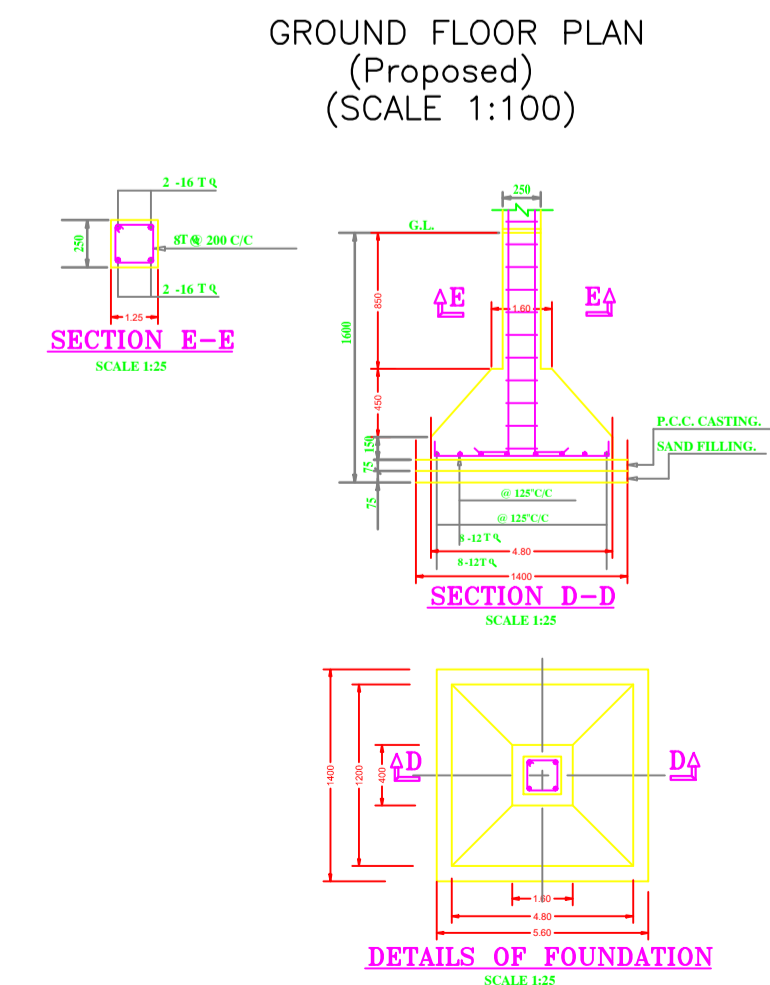 GROUND FLOOR PLAN
(Proposed)
(SCALE 1:100)
2 -16 T
250
8T @ 200 C/C
2 -16 T
1.25
SECTION E-E
SCALE 1:25
250
G.L.
850
E
E
1.60
1600
450
150
75
75
P.C.C. CASTING.
SAND FILLING.
@ 125"C/C
@ 125"C/C
8 -12 T
4.80
8 -12T
1400
SECTION D-D
SCALE 1:25
1400
1200
400
D
D
1.60
4.80
5.60
DETAILS OF FOUNDATION
SCALE 1:25